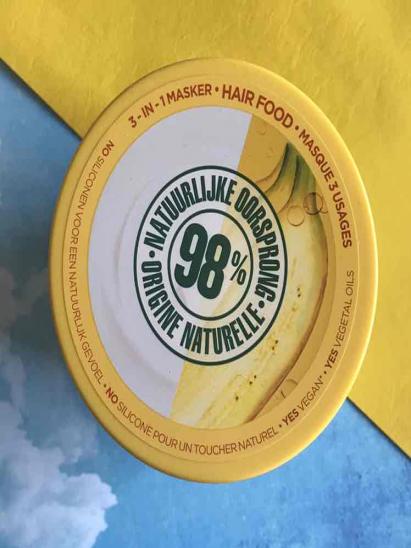 3-IN-1 MASKER • HAIR FOOD • MASQUE 3 USAGES
NO SILICONEN VOOR EEN NATUURLIJK GEVOEL • NO SILICONE POUR UN TOUCHER NATUREL • YES VEGAN* • YES VEGETAL OILS
• NATUURLIJKE OORSPRONG •
98%
ORIGINE NATURELLE